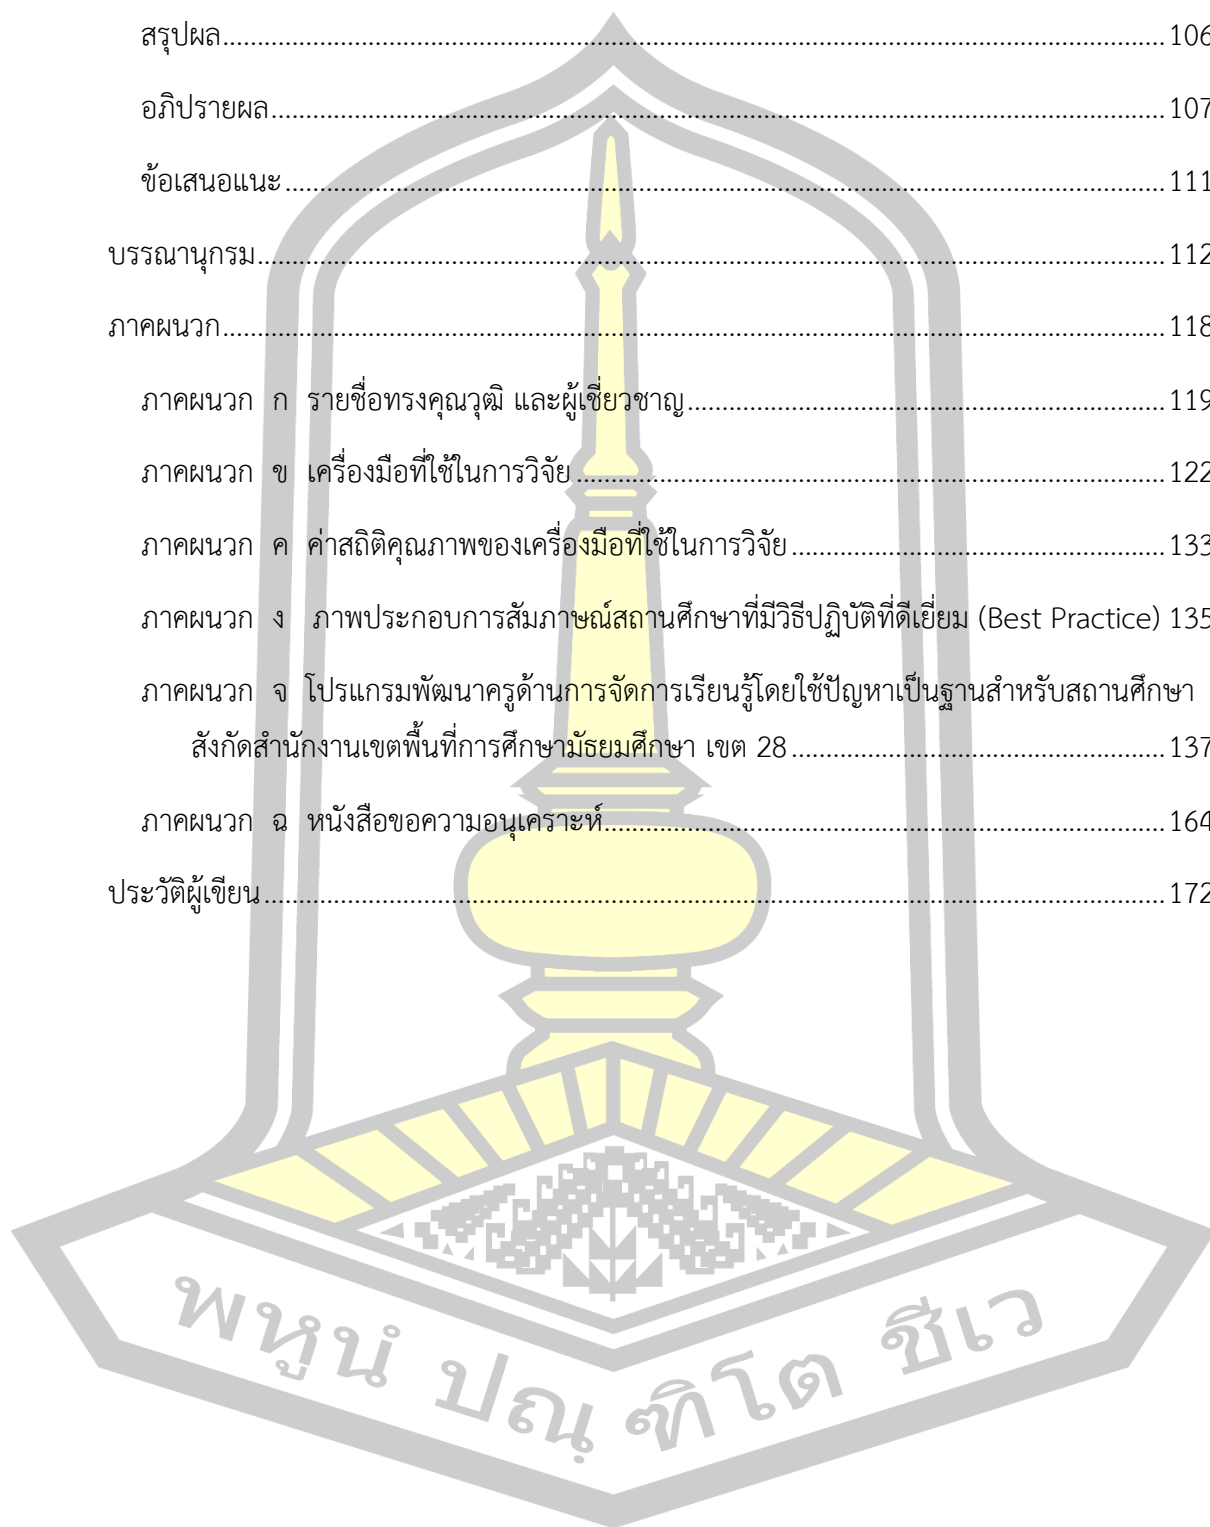 สรุปผล........................................................................................................................................ 106
อภิปรายผล................................................................................................................................. 107
ข้อเสนอแนะ............................................................................................................................... 111
บรรณานุกรม................................................................................................................................... 112
ภาคผนวก........................................................................................................................................ 118
ภาคผนวก ก รายชื่อทรงคุณวุฒิ และผู้เชี่ยวชาญ..................................................................... 119
ภาคผนวก ข เครื่องมือที่ใช้ในการวิจัย..................................................................................... 122
ภาคผนวก ค ค่าสถิติคุณภาพของเครื่องมือที่ใช้ในการวิจัย...................................................... 133
ภาคผนวก ง ภาพประกอบการสัมภาษณ์สถานศึกษาที่มีวิธีปฏิบัติที่ดีเยี่ยม (Best Practice) 135
ภาคผนวก จ โปรแกรมพัฒนาครูด้านการจัดการเรียนรู้โดยใช้ปัญหาเป็นฐานสำหรับสถานศึกษา
สังกัดสำนักงานเขตพื้นที่การศึกษามัธยมศึกษา เขต 28...................................................... 137
ภาคผนวก ฉ หนังสือขอความอนุเคราะห์................................................................................. 164
ประวัติผู้เขียน.................................................................................................................................. 172
พหูนํ ปณฺฑิโต ชีเว